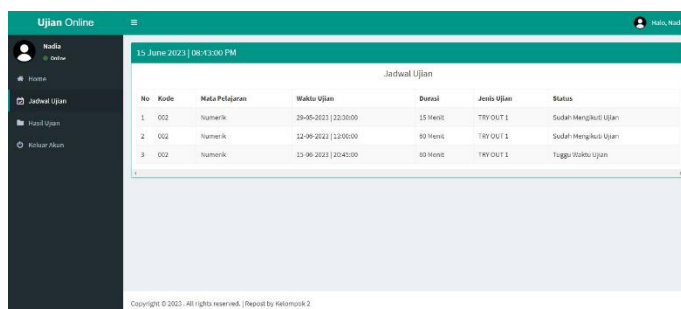 Ujian Online
Halo, Nad
Nadia
Online
Home
Jadwal Ujian
Hasil Ujian
Keluar Akun
15 June 2023 | 08:43:00 PM
Jadwal Ujian
No Kode Mata Pelajaran Waktu Ujian Durasi Jenis Ujian Status
1 002 Numerik 29-05-2023 | 22:30:00 15 Menit TRY OUT 1 Sudah Mengikuti Ujian
2 002 Numerik 12-06-2023 | 12:00:00 60 Menit TRY OUT 1 Sudah Mengikuti Ujian
3 002 Numerik 15-06-2023 | 20:45:00 60 Menit TRY OUT 1 Tuggu Waktu Ujian
Copyright © 2023 . All rights reserved. | Repost by Kelompok 2